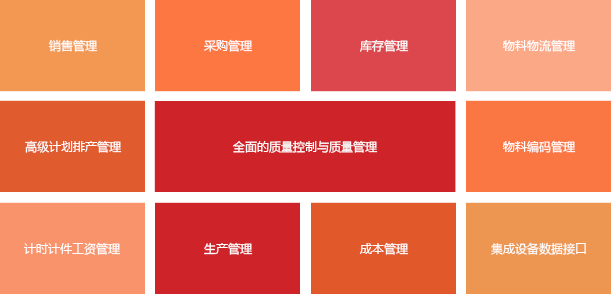 销售管理
采购管理
库存管理
物料物流管理
高级计划排产管理
全面的质量控制与质量管理
物料编码管理
计时计件工资管理
生产管理
成本管理
集成设备数据接口